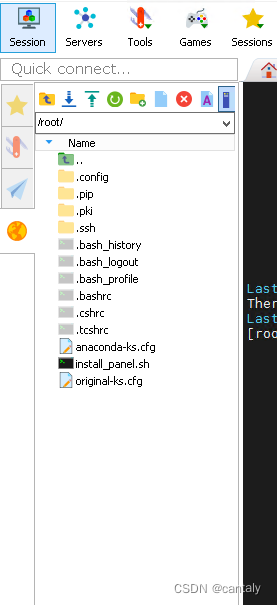 Session
Servers
Tools
Games
Sessions
Quick connect...
/root/
Name
..
.config
.pip
.pki
.ssh
.bash_history
.bash_logout
.bash_profile
.bashrc
.cshrc
.tcshrc
anaconda-ks.cfg
install_panel.sh
original-ks.cfg
Last
Ther
Last
[roo
CSDN @cantaly